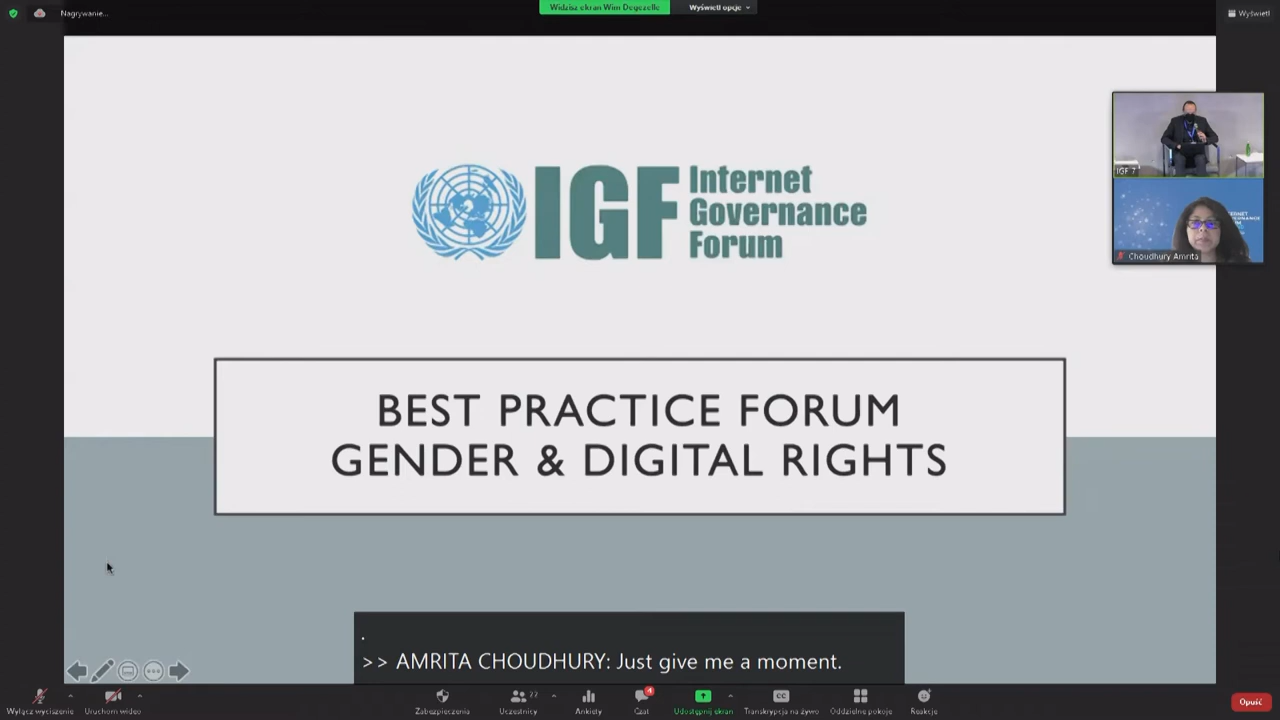 Nagrywanie...
Widzisz ekran Wim Degezelle
Wyświetl opcje
Wyświetl
IGF
Internet
Governance
Forum
IGF 7
Choudhury Amrita
BEST PRACTICE FORUM
GENDER & DIGITAL RIGHTS
.
>> AMRITA CHOUDHURY: Just give me a moment.
Wyłącz wyciszenie
Uruchom wideo
Zabezpieczenia
Uczestnicy
Ankiety
4
Czat
Udostępnij ekran
CC
Transkrypcja na żywo
Oddzielne pokoje
Reakcje
Opuść